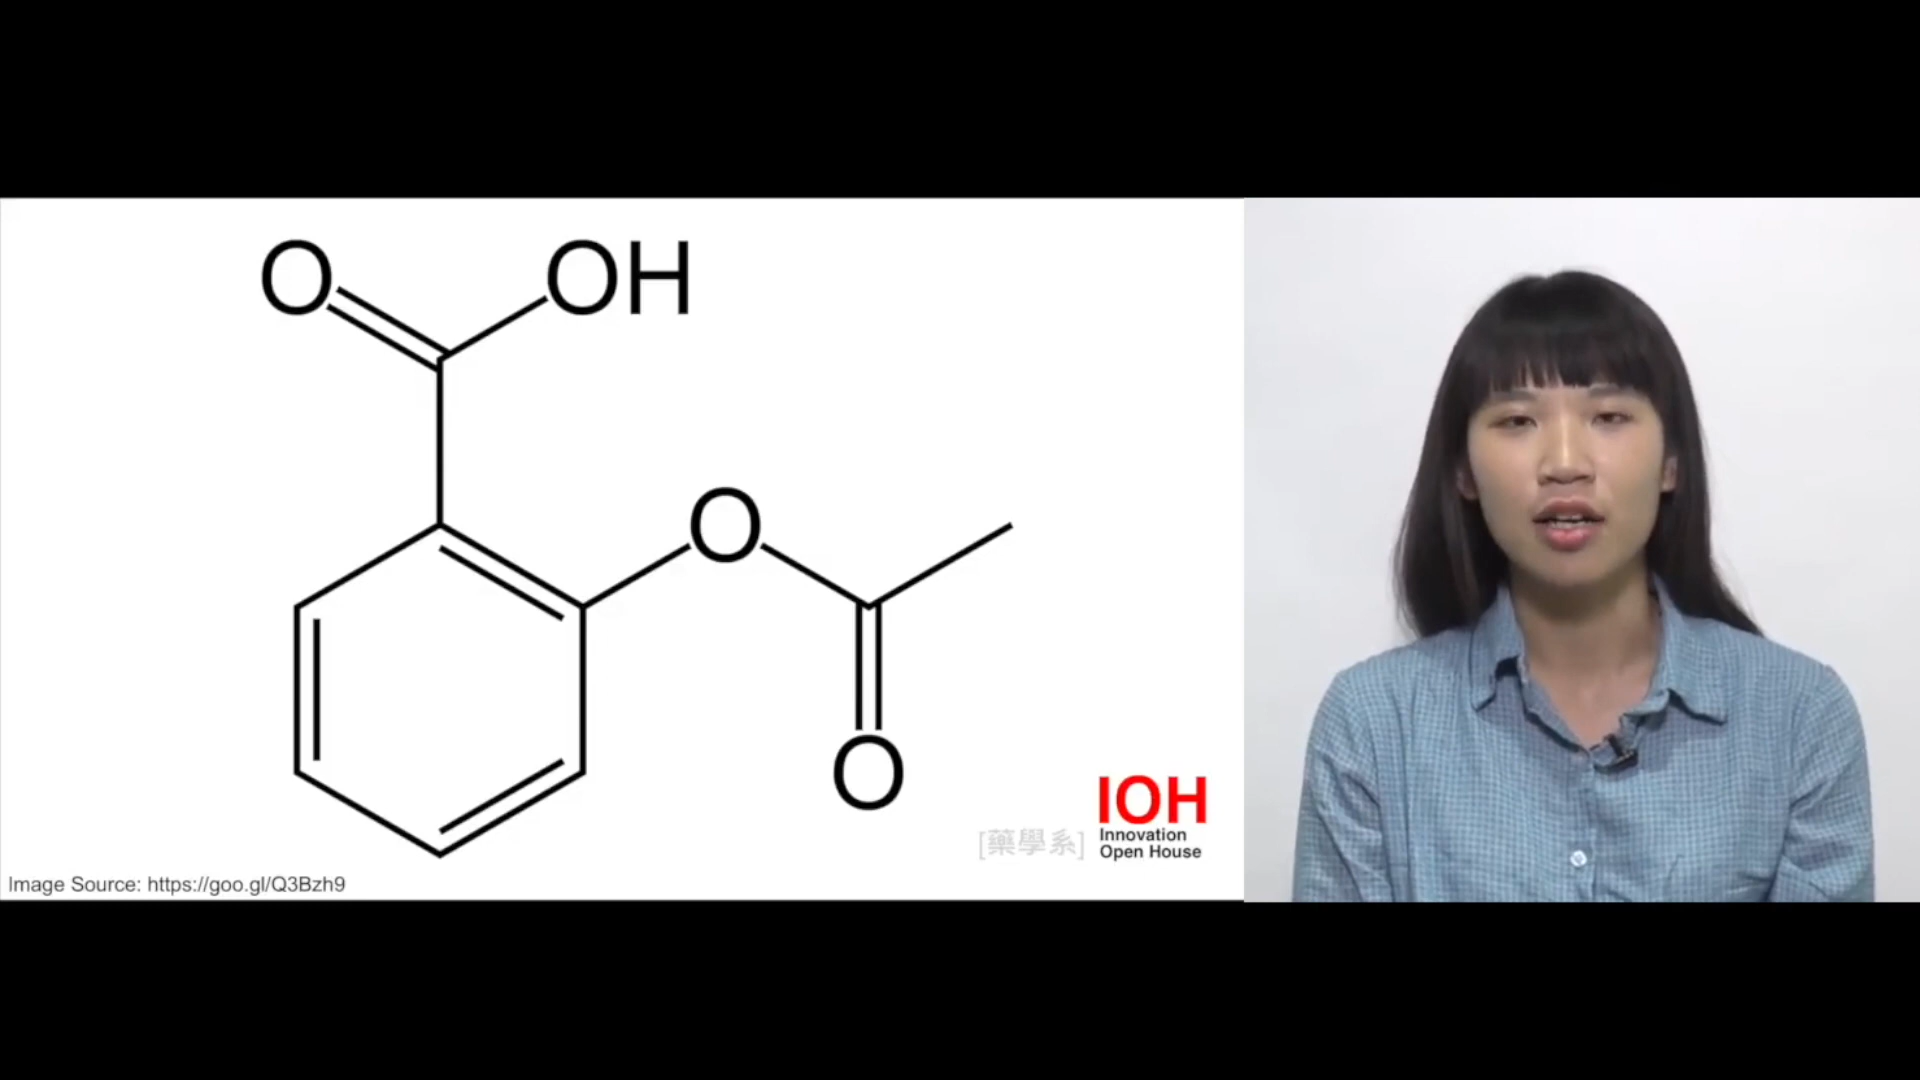 O OH
O
O
IOH
Innovation
[藥學系]
Open House
Image Source: https://goo.gl/Q3Bzh9